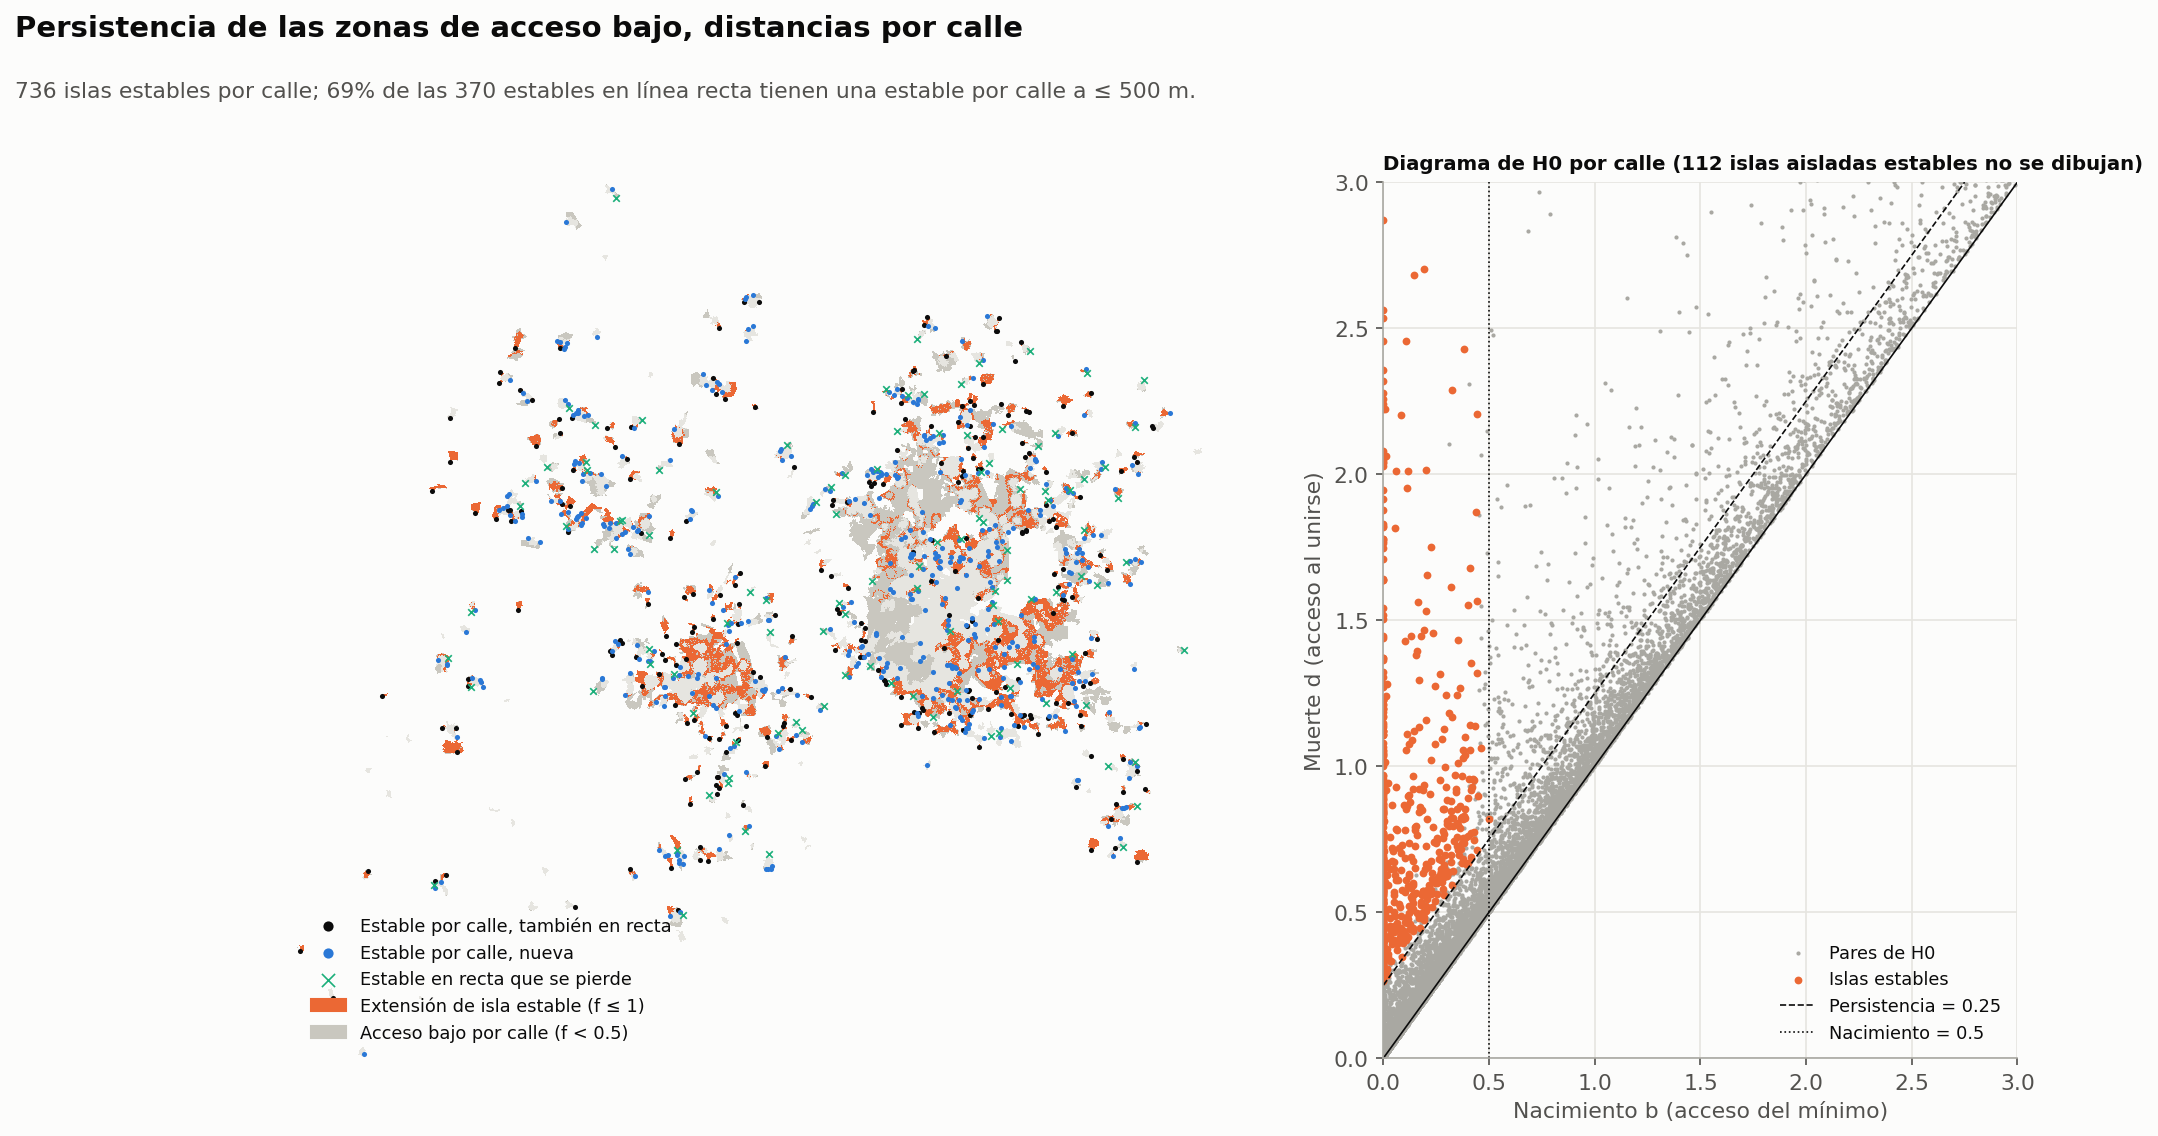 Persistencia de las zonas de acceso bajo, distancias por calle
736 islas estables por calle; 69% de las 370 estables en línea recta tienen una estable por calle a ≤ 500 m.
Estable por calle, también en recta
Estable por calle, nueva
Estable en recta que se pierde
Extensión de isla estable (f ≤ 1)
Acceso bajo por calle (f < 0.5)
Diagrama de H0 por calle (112 islas aisladas estables no se dibujan)
Muerte d (acceso al unirse)
3.0
2.5
2.0
1.5
1.0
0.5
0.0
Pares de H0
Islas estables
Persistencia = 0.25
Nacimiento = 0.5
0.0 0.5 1.0 1.5 2.0 2.5 3.0
Nacimiento b (acceso del mínimo)